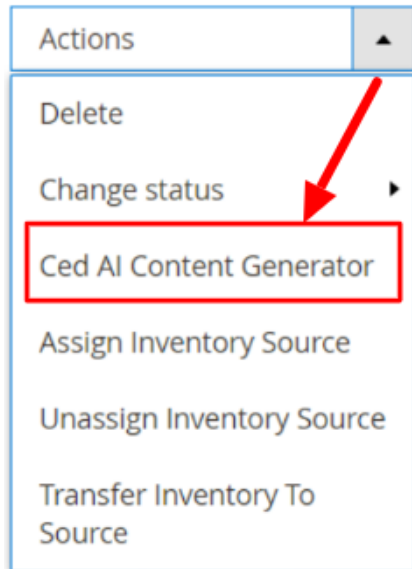 Actions
Delete
Change status
Ced AI Content Generator
Assign Inventory Source
Unassign Inventory Source
Transfer Inventory To
Source